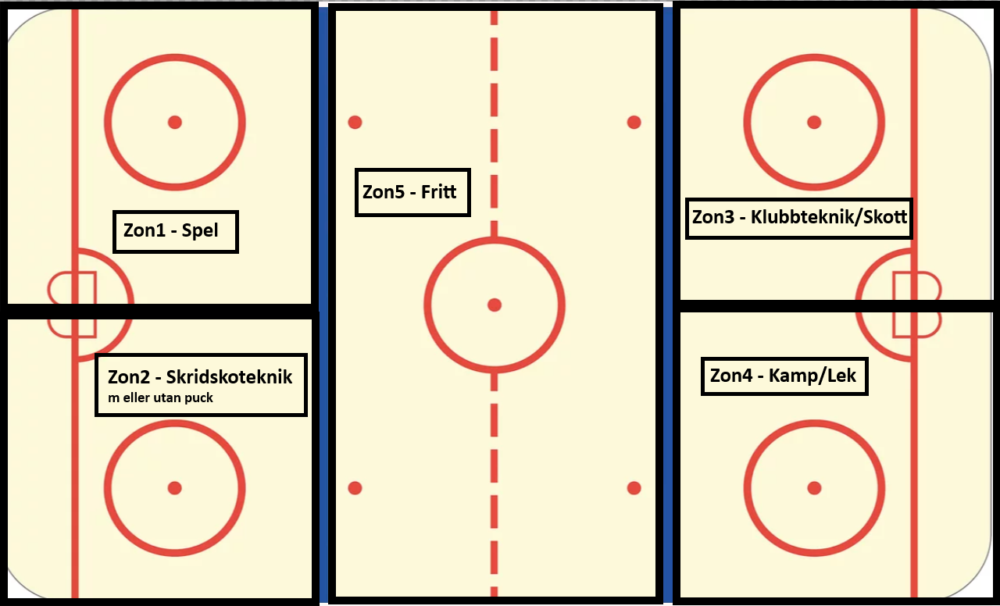 Zon1 - Spel
Zon2 - Skridskoteknik
m eller utan puck
Zon5 - Fritt
Zon3 - Klubbteknik/Skott
Zon4 - Kamp/Lek